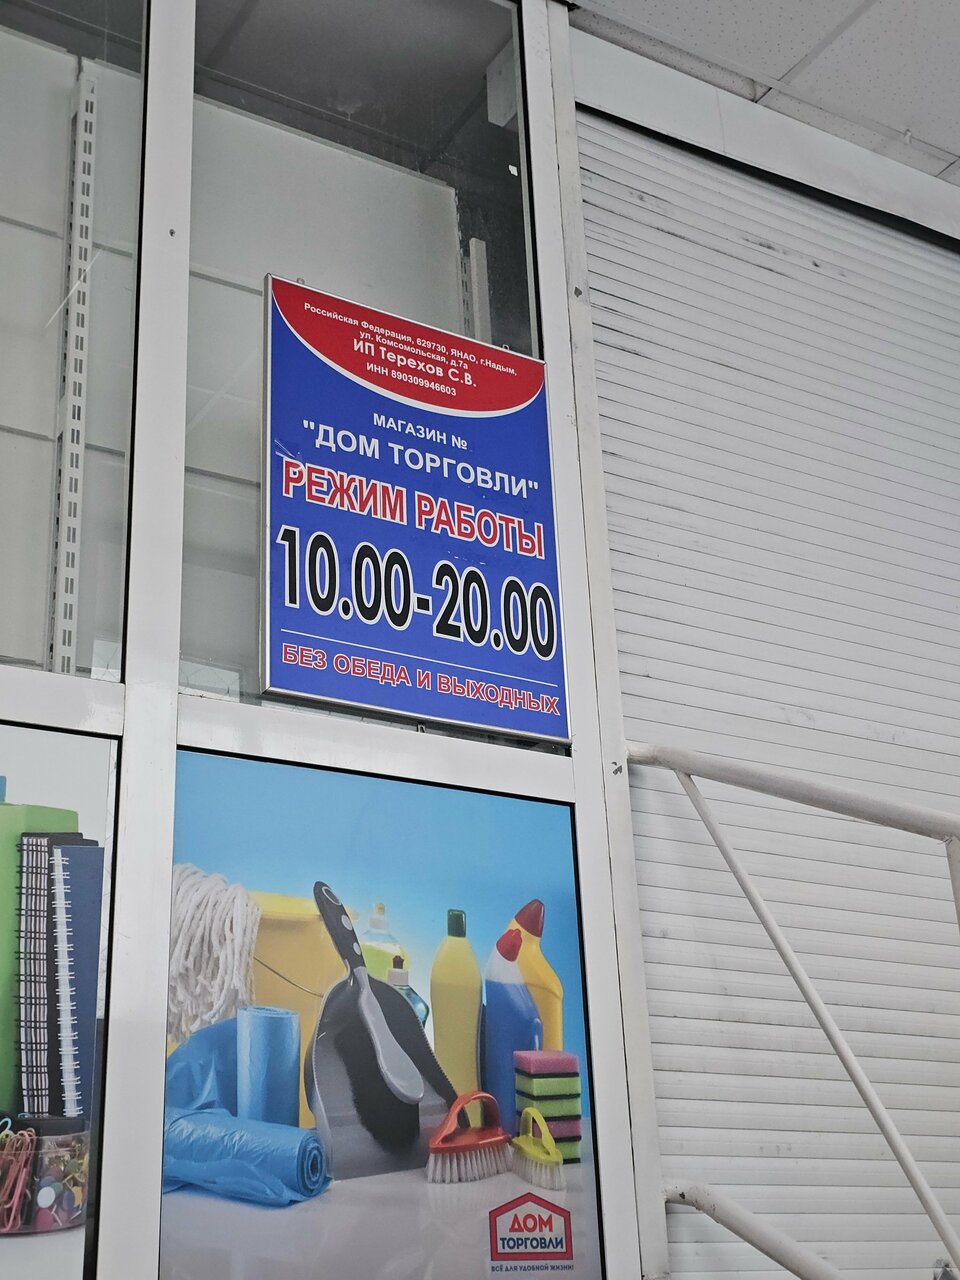 Российская Федерация, 629730, ЯНАО, г.Надым,
ул. Комсомольская, д.7а
ИП Терехов С.В.
ИНН 890309946603
МАГАЗИН №
"ДОМ ТОРГОВЛИ"
РЕЖИМ РАБОТЫ
10.00-20.00
БЕЗ ОБЕДА И ВЫХОДНЫХ
ДОМ
ТОРГОВЛИ
ВСЁ ДЛЯ УДОБНОЙ ЖИЗНИ!